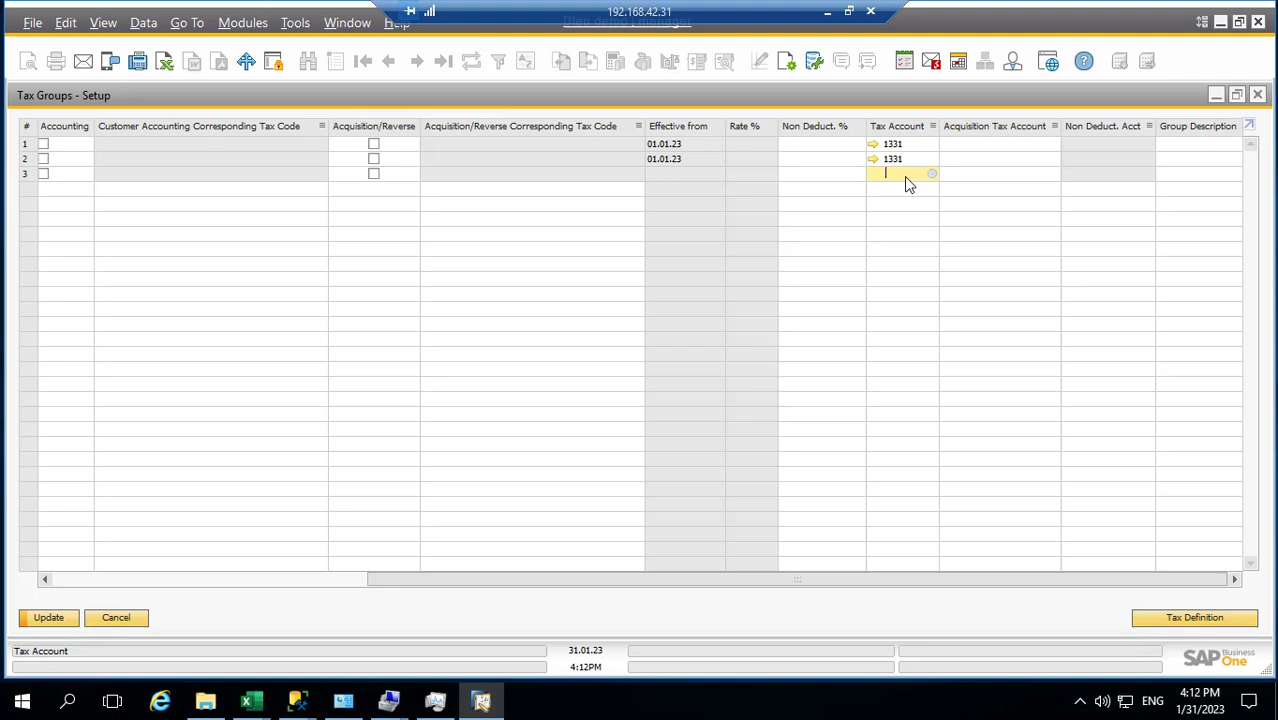 192.168.42.31
File Edit View Data Go To Modules Tools Window Help
Dien demo | manager
Tax Groups - Setup
# Accounting Customer Accounting Corresponding Tax Code Acquisition/Reverse Acquisition/Reverse Corresponding Tax Code Effective from Rate % Non Deduct. % Tax Account Acquisition Tax Account Non Deduct. Acct Group Description
1 01.01.23 1331
2 01.01.23 1331
3
Update Cancel Tax Definition
Tax Account 31.01.23
4:12PM
SAP Business One
ENG
4:12 PM
1/31/2023